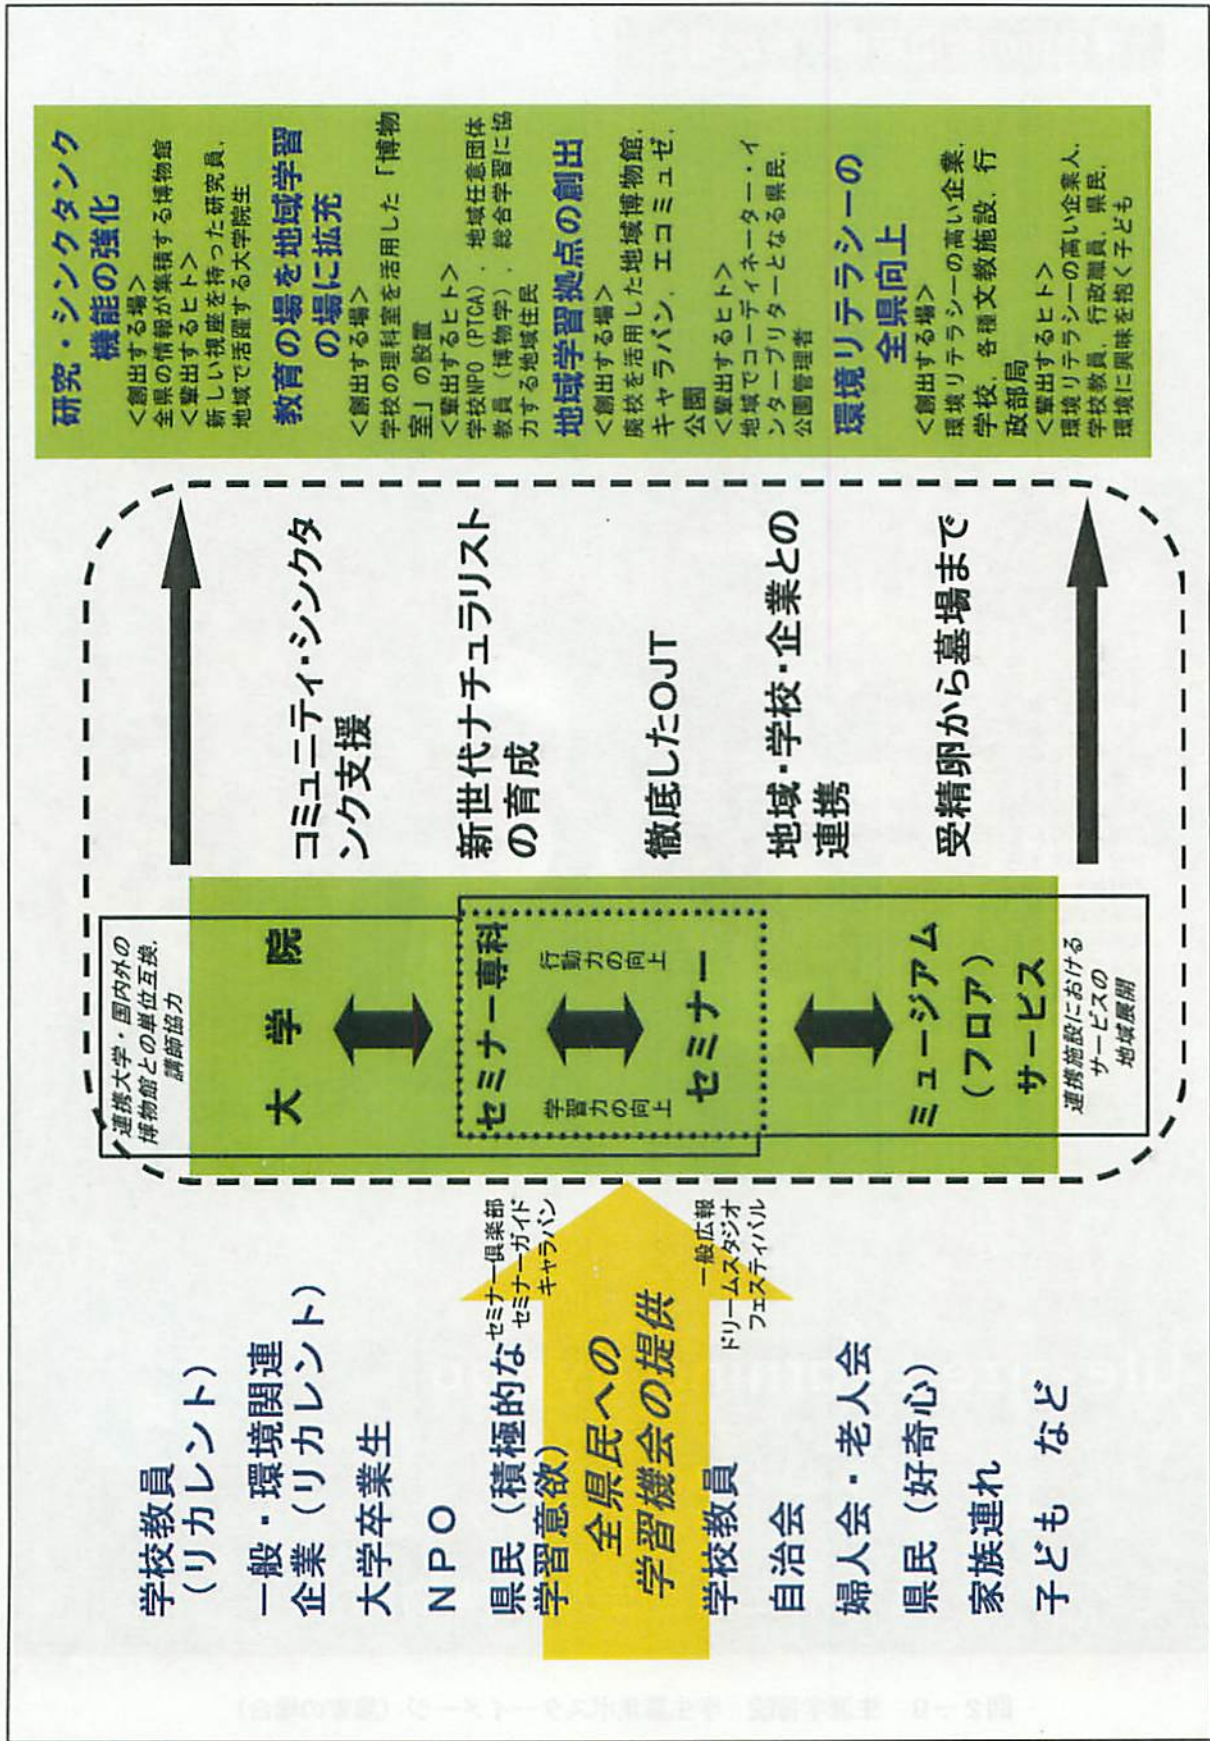 学校教員
（リカレント）
一般・環境関連
企業（リカレント）
大学卒業生
ＮＰＯ
県民（積極的な
学習意欲）
セミナー倶楽部
セミナーガイド
キャラバン
全県民への
学習機会の提供
一般広報
ドリームスタジオ
フェスティバル
学校教員
自治会
婦人会・老人会
県民（好奇心）
家族連れ
子ども　など
連携大学・国内外の
博物館との単位互換、
講師協力
大　学　院
セミナー専科
学習力の向上
行動力の向上
セミナー
ミュージアム
（フロア）
サービス
連携施設における
サービスの
地域展開
コミュニティ・シンクタ
ンク支援
新世代ナチュラリスト
の育成
徹底したOJT
地域・学校・企業との
連携
受精卵から墓場まで
研究・シンクタンク
機能の強化
＜創出する場＞
全県の情報が集積する博物館
＜輩出するヒト＞
新しい視座を持った研究員、
地域で活躍する大学院生
教育の場を地域学習
の場に拡充
＜創出する場＞
学校の理科室を活用した「博物
室」の設置
＜輩出するヒト＞
学校NPO（PTCA）、地域任意団体
教員（博物学）、総合学習に協
力する地域住民
地域学習拠点の創出
＜創出する場＞
廃校を活用した地域博物館、
キャラバン、エコミュゼ、
公園
＜輩出するヒト＞
地域でコーディネーター・イ
ンタープリターとなる県民、
公園管理者
環境リテラシーの
全県向上
＜創出する場＞
環境リテラシーの高い企業、
学校、各種文教施設、行
政部局
＜輩出するヒト＞
環境リテラシーの高い企業人、
学校教員、行政職員、県民、
環境に興味を抱く子ども